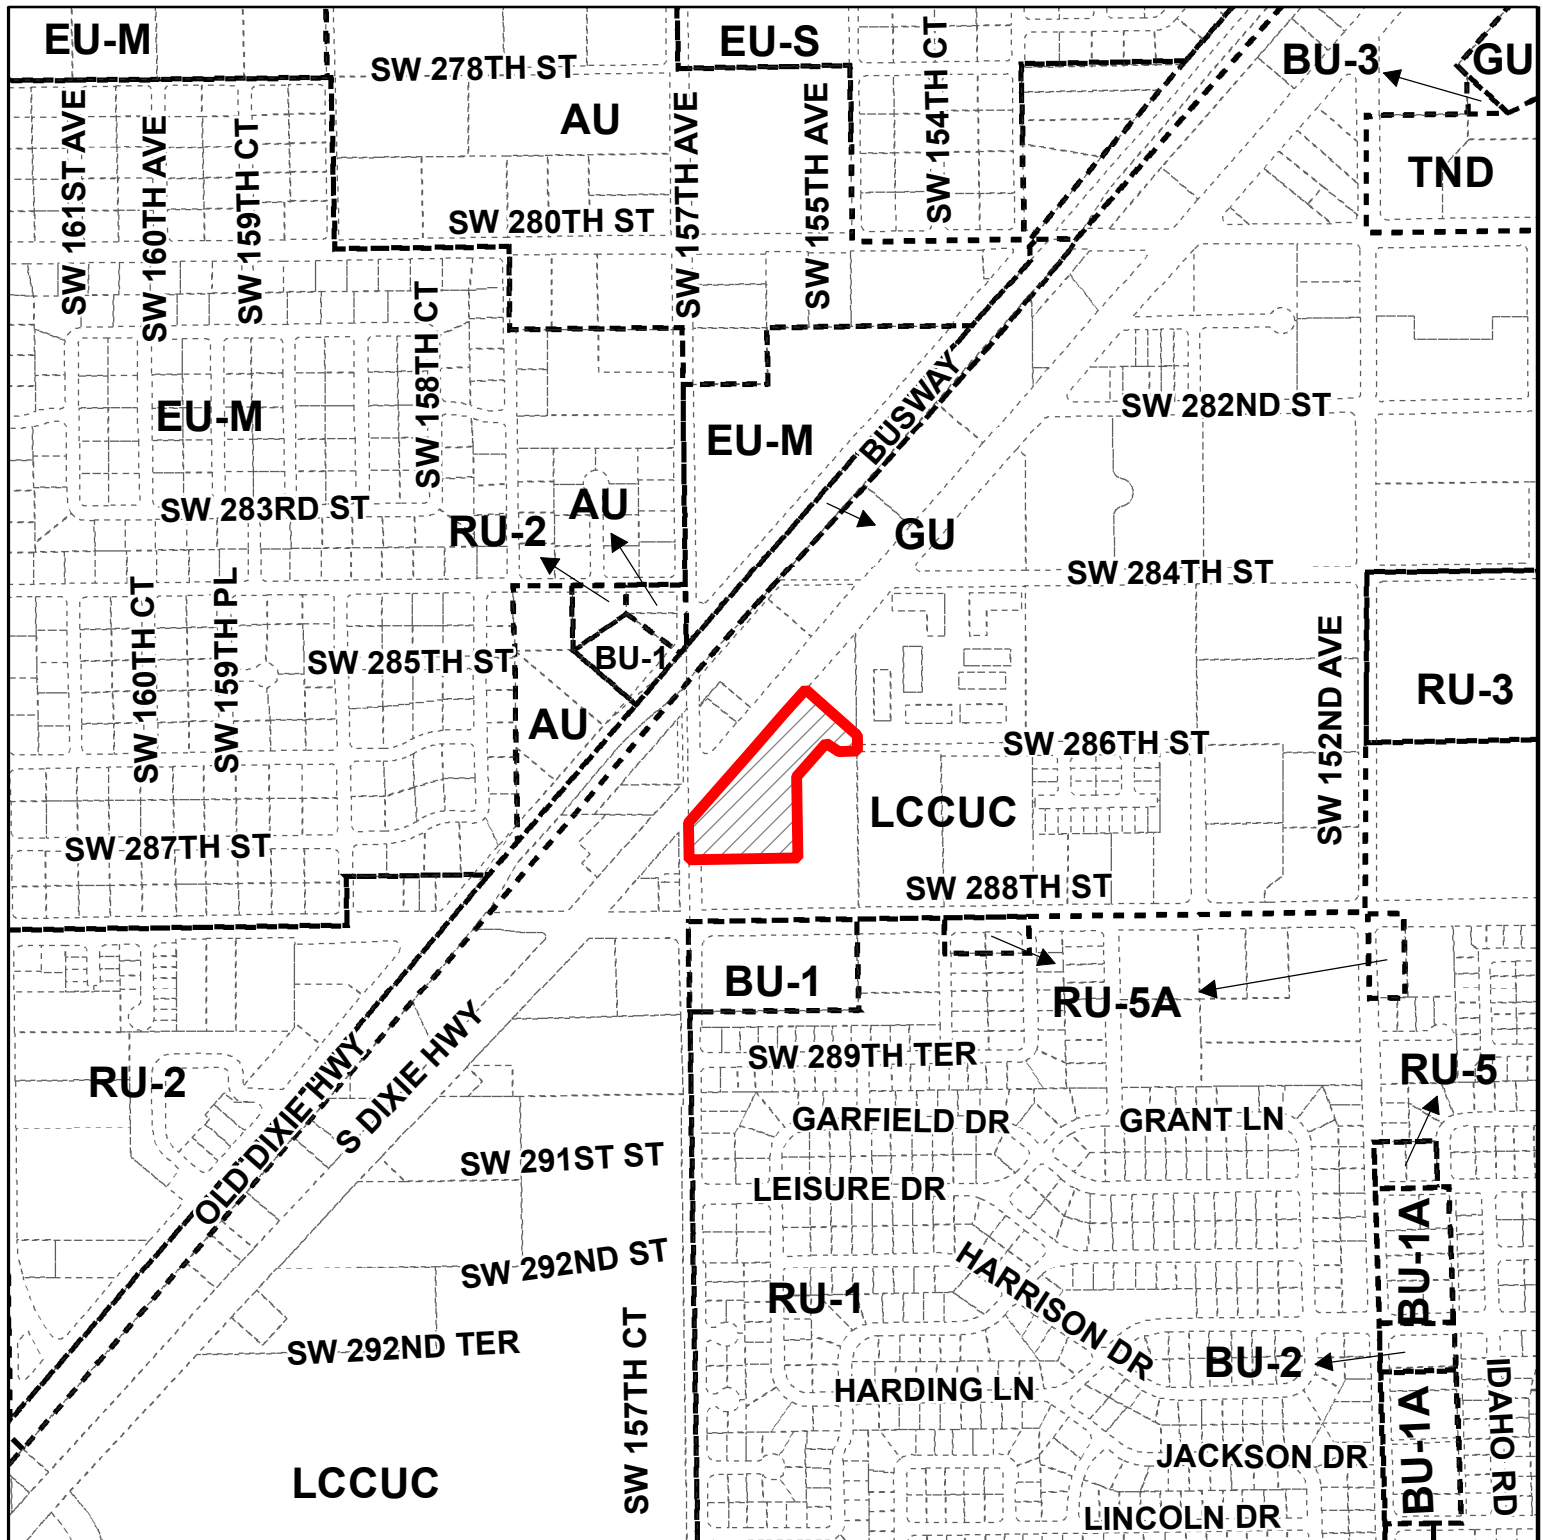 EU-M
EU-S
SW 278TH ST
AU
BU-3
GU
TND
SW 161ST AVE
SW 160TH AVE
SW 159TH CT
SW 157TH AVE
SW 155TH AVE
SW 154TH CT
SW 280TH ST
SW 158TH CT
EU-M
EU-M
BUSWAY
SW 282ND ST
SW 283RD ST
RU-2
AU
GU
SW 284TH ST
SW 160TH CT
SW 159TH PL
SW 285TH ST
BU-1
AU
SW 152ND AVE
RU-3
SW 286TH ST
LCCUC
SW 287TH ST
SW 288TH ST
BU-1
RU-5A
SW 289TH TER
RU-5
RU-2
OLD DIXIE HWY
S DIXIE HWY
GARFIELD DR
GRANT LN
SW 291ST ST
LEISURE DR
SW 292ND ST
HARRISON DR
RU-1
BU-1A
SW 292ND TER
SW 157TH CT
BU-2
HARDING LN
IDAHO RD
BU-1A
JACKSON DR
LCCUC
LINCOLN DR